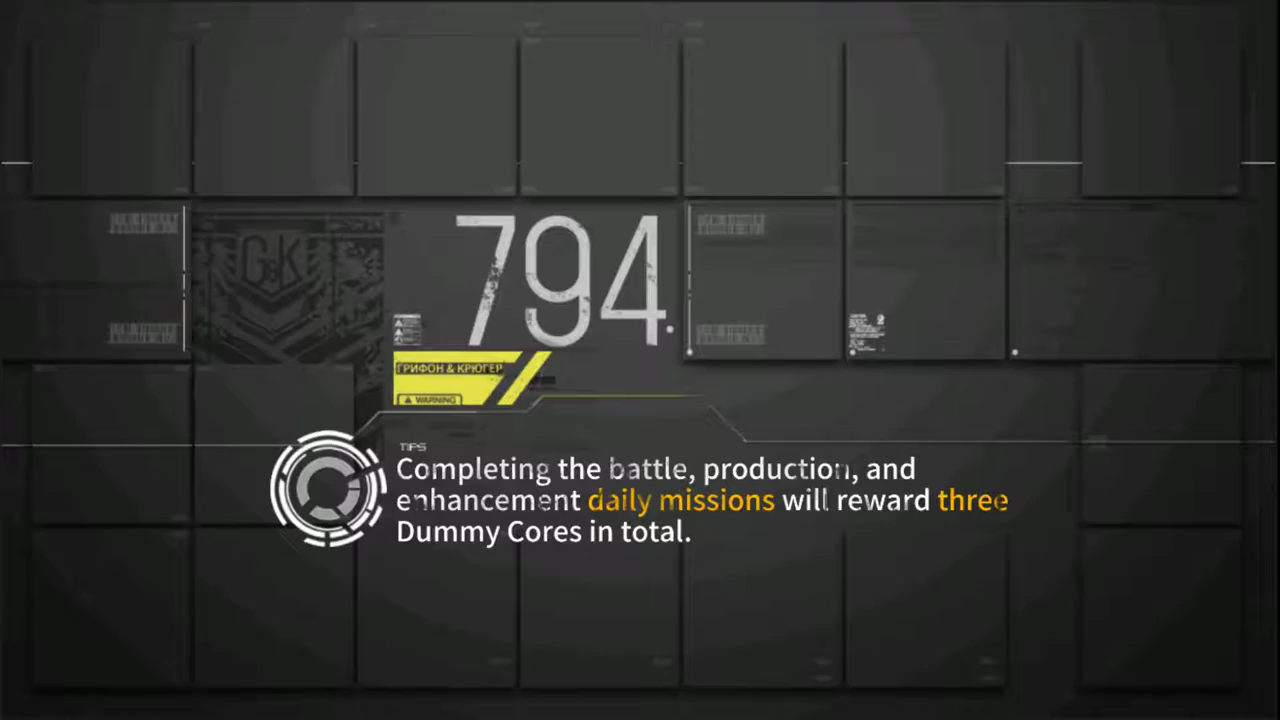 G&K
794.
ГРИФОН & КРЮГЕР
WARNING
TIPS
Completing the battle, production, and
enhancement daily missions will reward three
Dummy Cores in total.